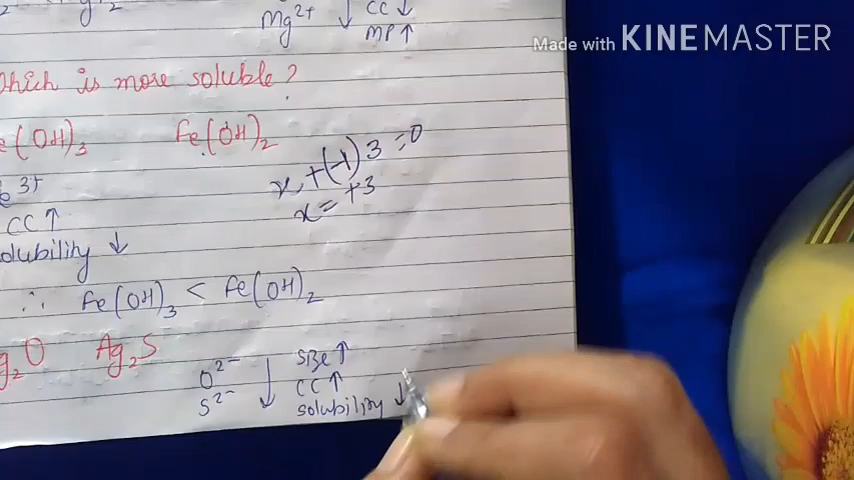 Mg2+ ↓ CC↓
MP↑
Made with KINEMASTER
Which is more soluble?
Fe(OH)3 Fe(OH)2
x+(-1)3=0
x=+3
3+
CC↑
solubility ↓
∴ Fe(OH)3 < Fe(OH)2
Ag2O Ag2S
O2- ↓ size↑
S2- CC↑
solubility ↓